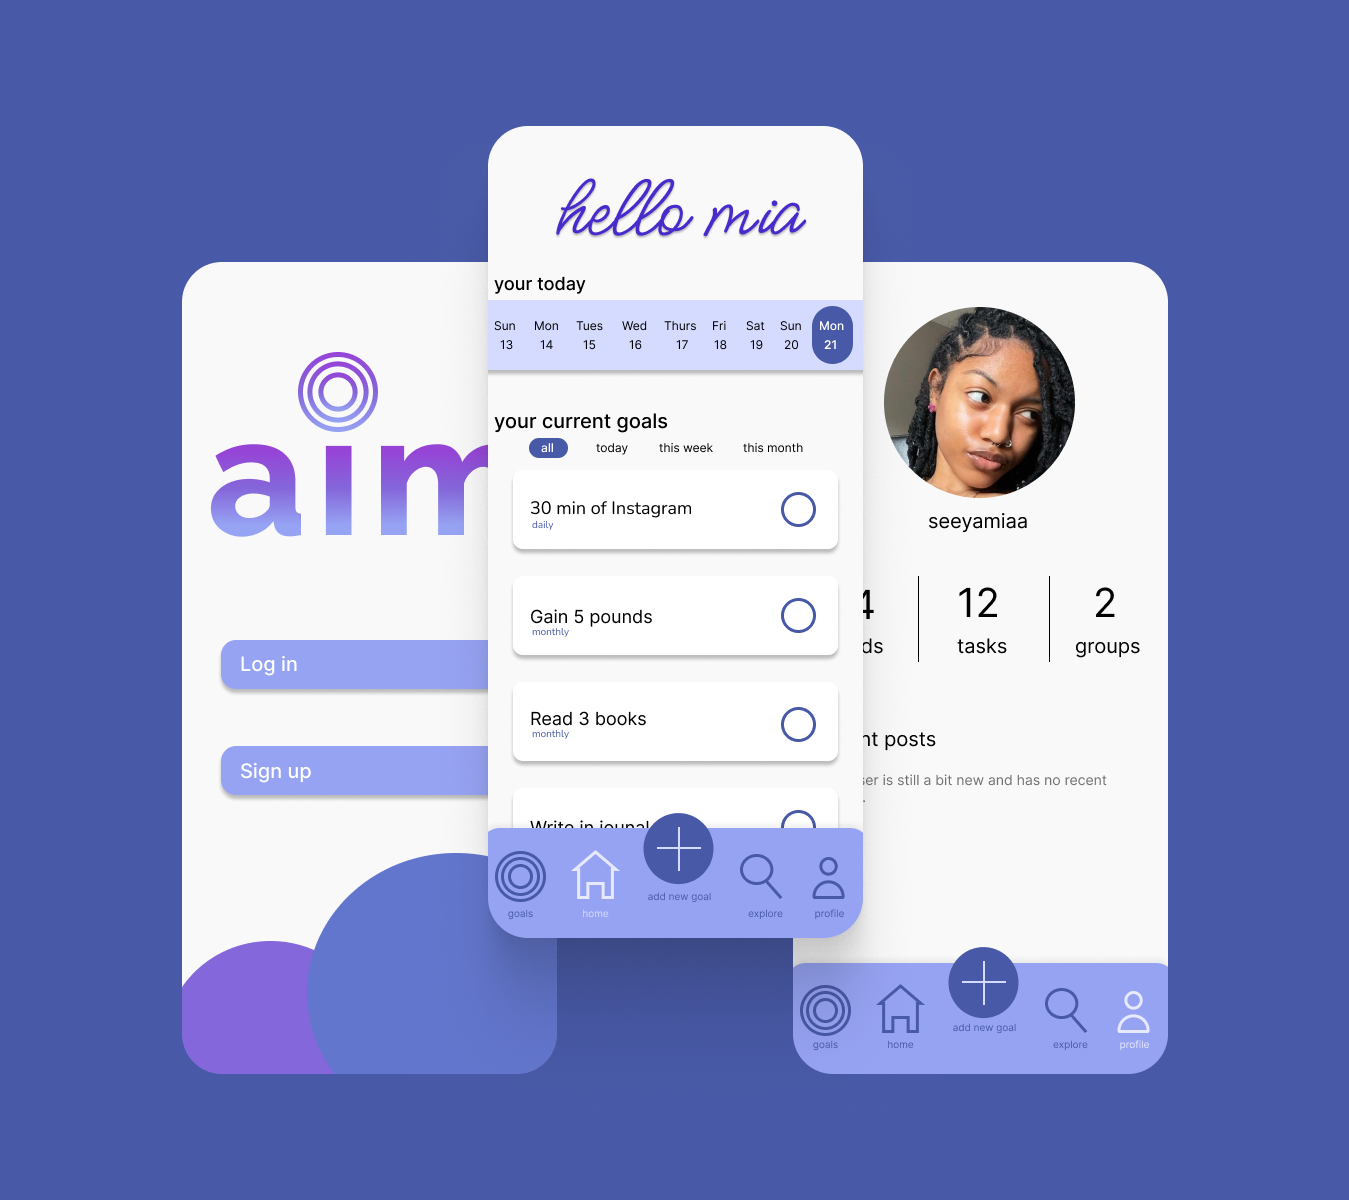 aim
Log in
Sign up
hello mia
your today
Sun Mon Tues Wed Thurs Fri Sat Sun Mon
13 14 15 16 17 18 19 20 21
your current goals
all today this week this month
30 min of Instagram
daily
Gain 5 pounds
monthly
Read 3 books
monthly
Write in jounal
goals home add new goal explore profile
seeyamiaa
4 12 2
ds tasks groups
nt posts
ser is still a bit new and has no recent
.
goals home add new goal explore profile